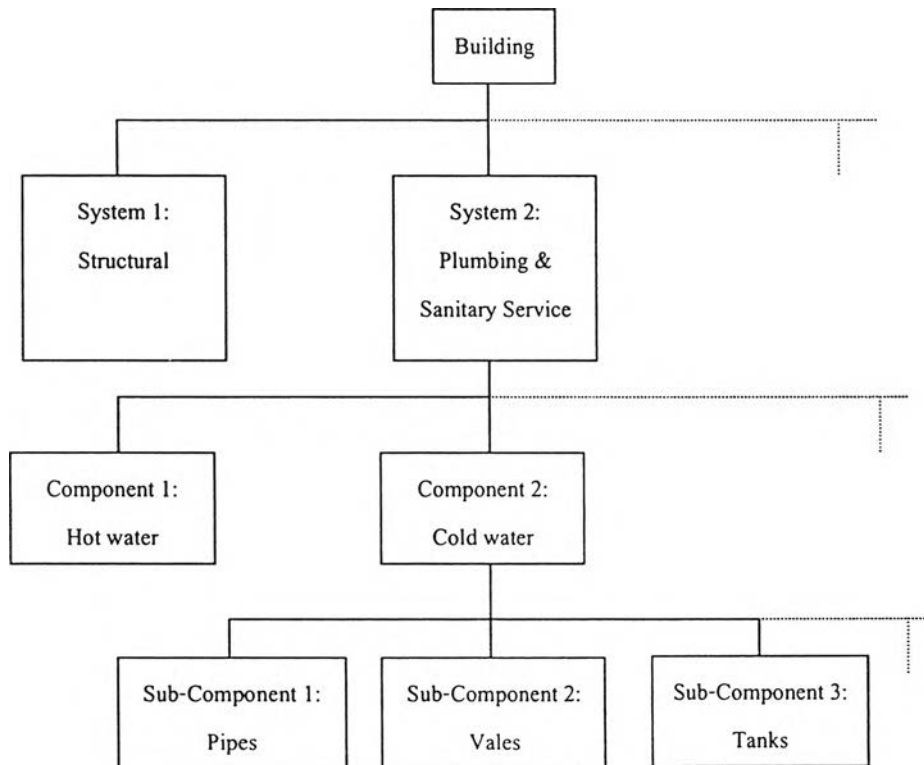 Building
System 1:
Structural
System 2:
Plumbing &
Sanitary Service
Component 1:
Hot water
Component 2:
Cold water
Sub-Component 1:
Pipes
Sub-Component 2:
Vales
Sub-Component 3:
Tanks